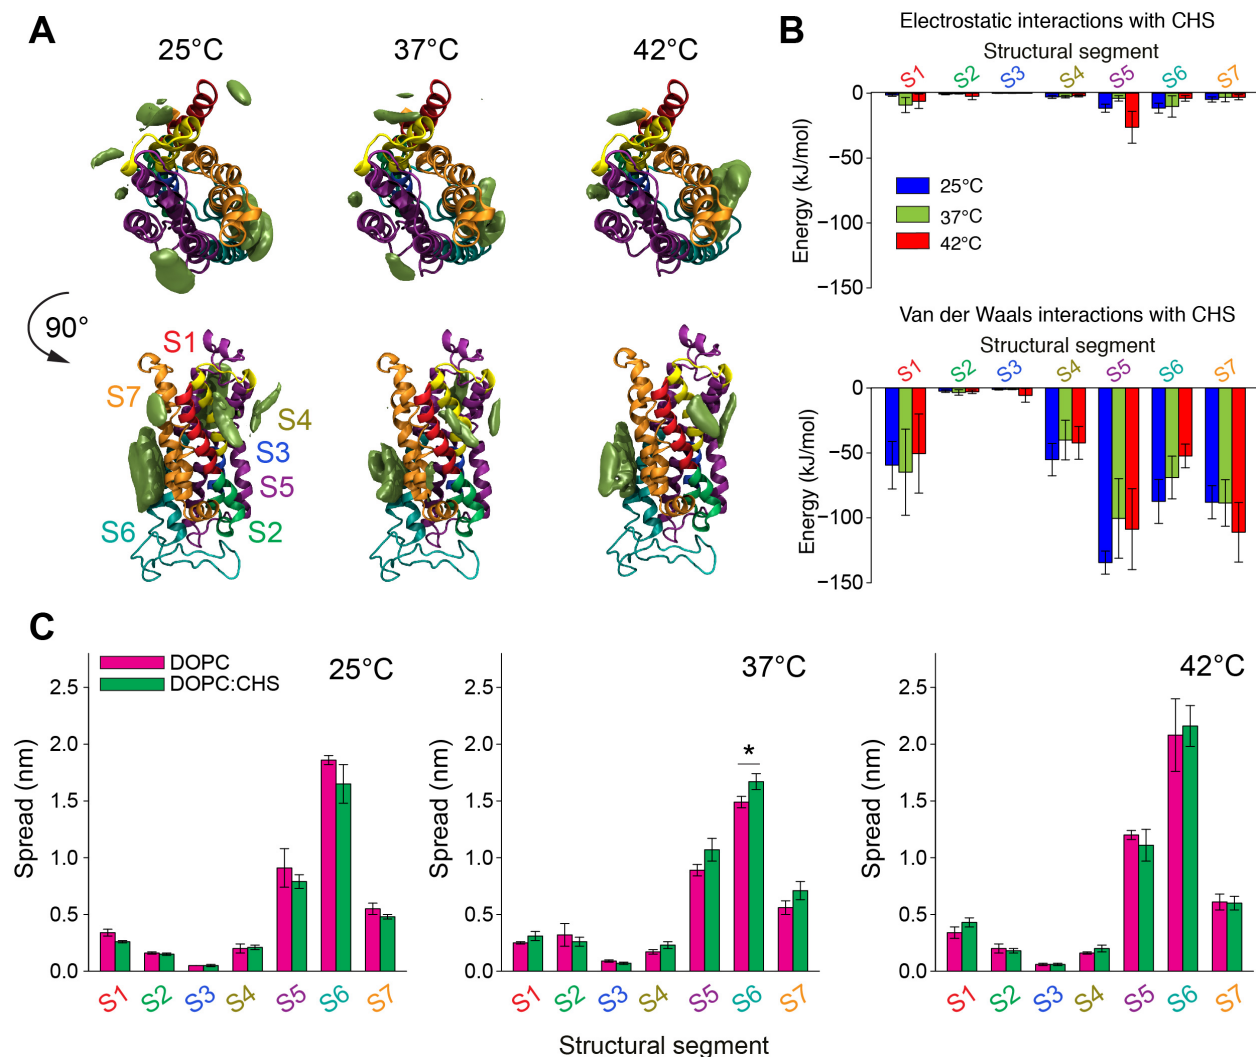 A
25°C
37°C
42°C
90°
S1
S7
S4
S3
S5
S6
S2
B
Electrostatic interactions with CHS
Structural segment
S1 S2 S3 S4 S5 S6 S7
0
−50
−100
−150
Energy (kJ/mol)
25°C
37°C
42°C
Van der Waals interactions with CHS
Structural segment
S1 S2 S3 S4 S5 S6 S7
0
−50
−100
−150
Energy (kJ/mol)
C
DOPC
DOPC:CHS
25°C
Spread (nm)
2.5
2.0
1.5
1.0
0.5
0.0
S1 S2 S3 S4 S5 S6 S7
37°C
*
Spread (nm)
2.5
2.0
1.5
1.0
0.5
0.0
S1 S2 S3 S4 S5 S6 S7
42°C
Spread (nm)
2.5
2.0
1.5
1.0
0.5
0.0
S1 S2 S3 S4 S5 S6 S7
Structural segment